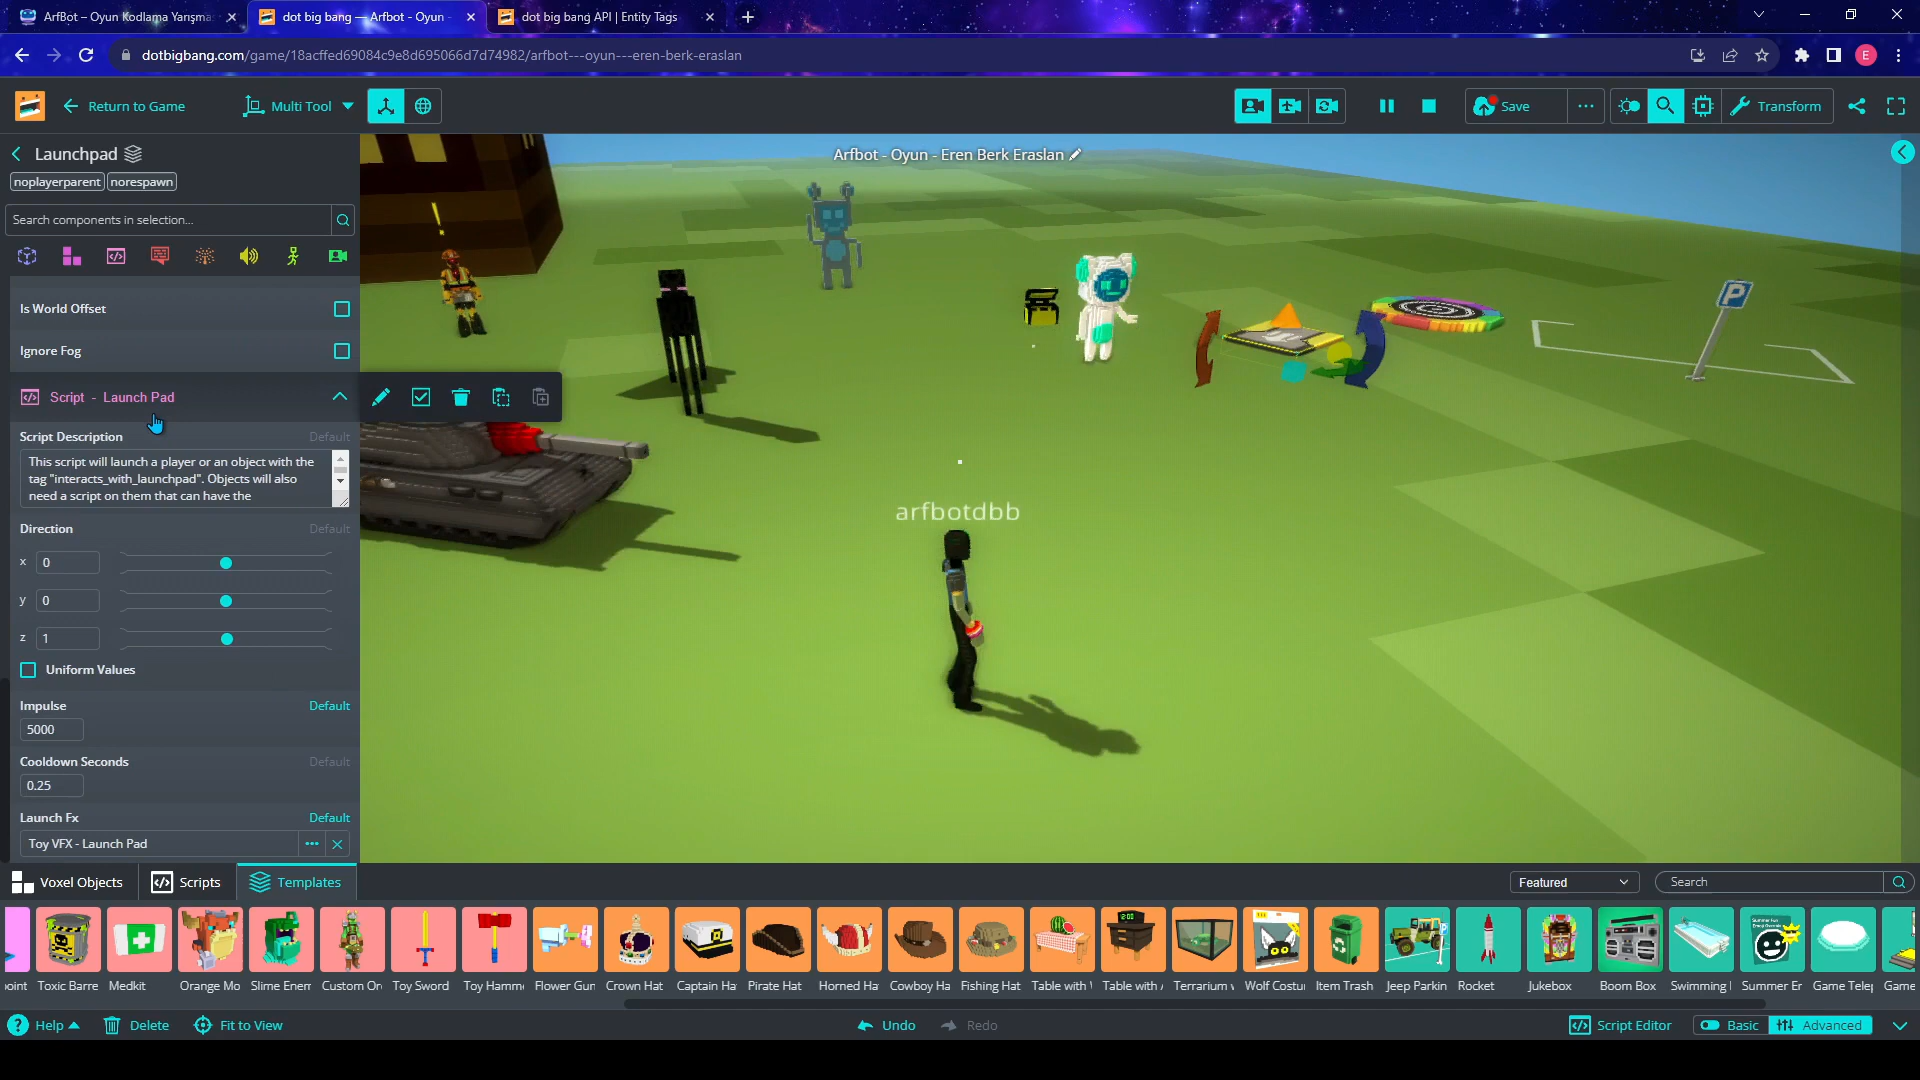 ArfBot – Oyun Kodlama Yarışma
dot big bang — Arfbot - Oyun -
dot big bang API | Entity Tags
dotbigbang.com/game/18acffed69084c9e8d695066d7d74982/arfbot---oyun---eren-berk-eraslan
E
Return to Game
Multi Tool
Save
Transform
Launchpad
noplayerparent norespawn
Arfbot - Oyun - Eren Berk Eraslan
Search components in selection...
Is World Offset
Ignore Fog
Script - Launch Pad
Script Description Default
This script will launch a player or an object with the
tag "interacts_with_launchpad". Objects will also
need a script on them that can have the
Direction Default
x 0
y 0
z 1
Uniform Values
Impulse Default
5000
Cooldown Seconds Default
0.25
Launch Fx Default
Toy VFX - Launch Pad
P
arfbotdbb
Voxel Objects Scripts Templates Featured Search
oint Toxic Barre Medkit Orange Mo Slime Enem Custom Or Toy Sword Toy Hamm Flower Gun Crown Hat Captain Ha Pirate Hat Horned Ha Cowboy Ha Fishing Hat Table with Table with Terrarium Wolf Costu Item Trash Jeep Parkin Rocket Jukebox Boom Box Swimming Summer Er Game Telep Game
Help Delete Fit to View Undo Redo Script Editor Basic Advanced